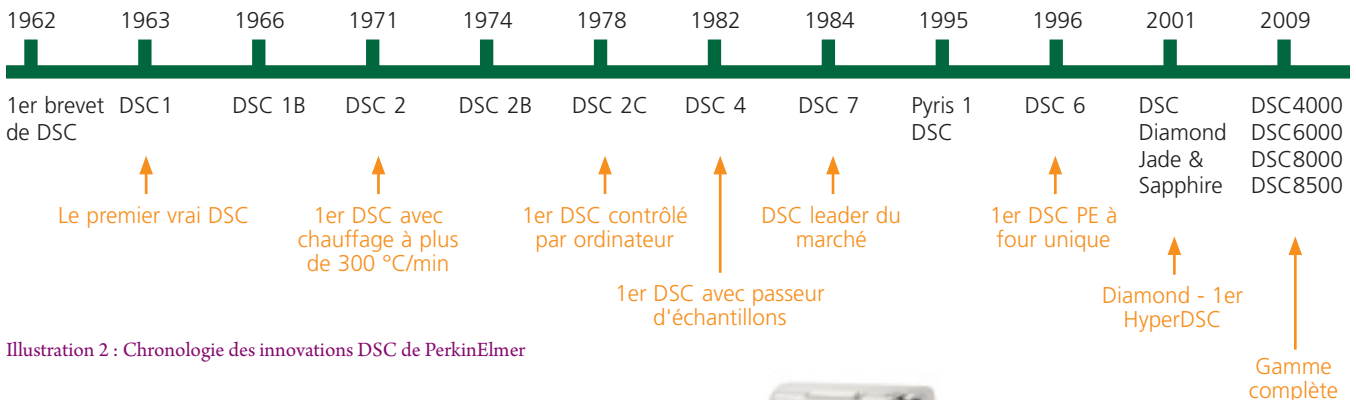 1962 1963 1966 1971 1974 1978 1982 1984 1995 1996 2001 2009
1er brevet
de DSC
DSC1
DSC 1B
DSC 2
DSC 2B
DSC 2C
DSC 4
DSC 7
Pyris 1
DSC
DSC 6
DSC
Diamond
Jade &
Sapphire
DSC4000
DSC6000
DSC8000
DSC8500
Le premier vrai DSC
1er DSC avec
chauffage à plus
de 300 °C/min
1er DSC contrôlé
par ordinateur
1er DSC avec passeur
d'échantillons
DSC leader du
marché
1er DSC PE à
four unique
Diamond - 1er
HyperDSC
Gamme
complète
Illustration 2 : Chronologie des innovations DSC de PerkinElmer